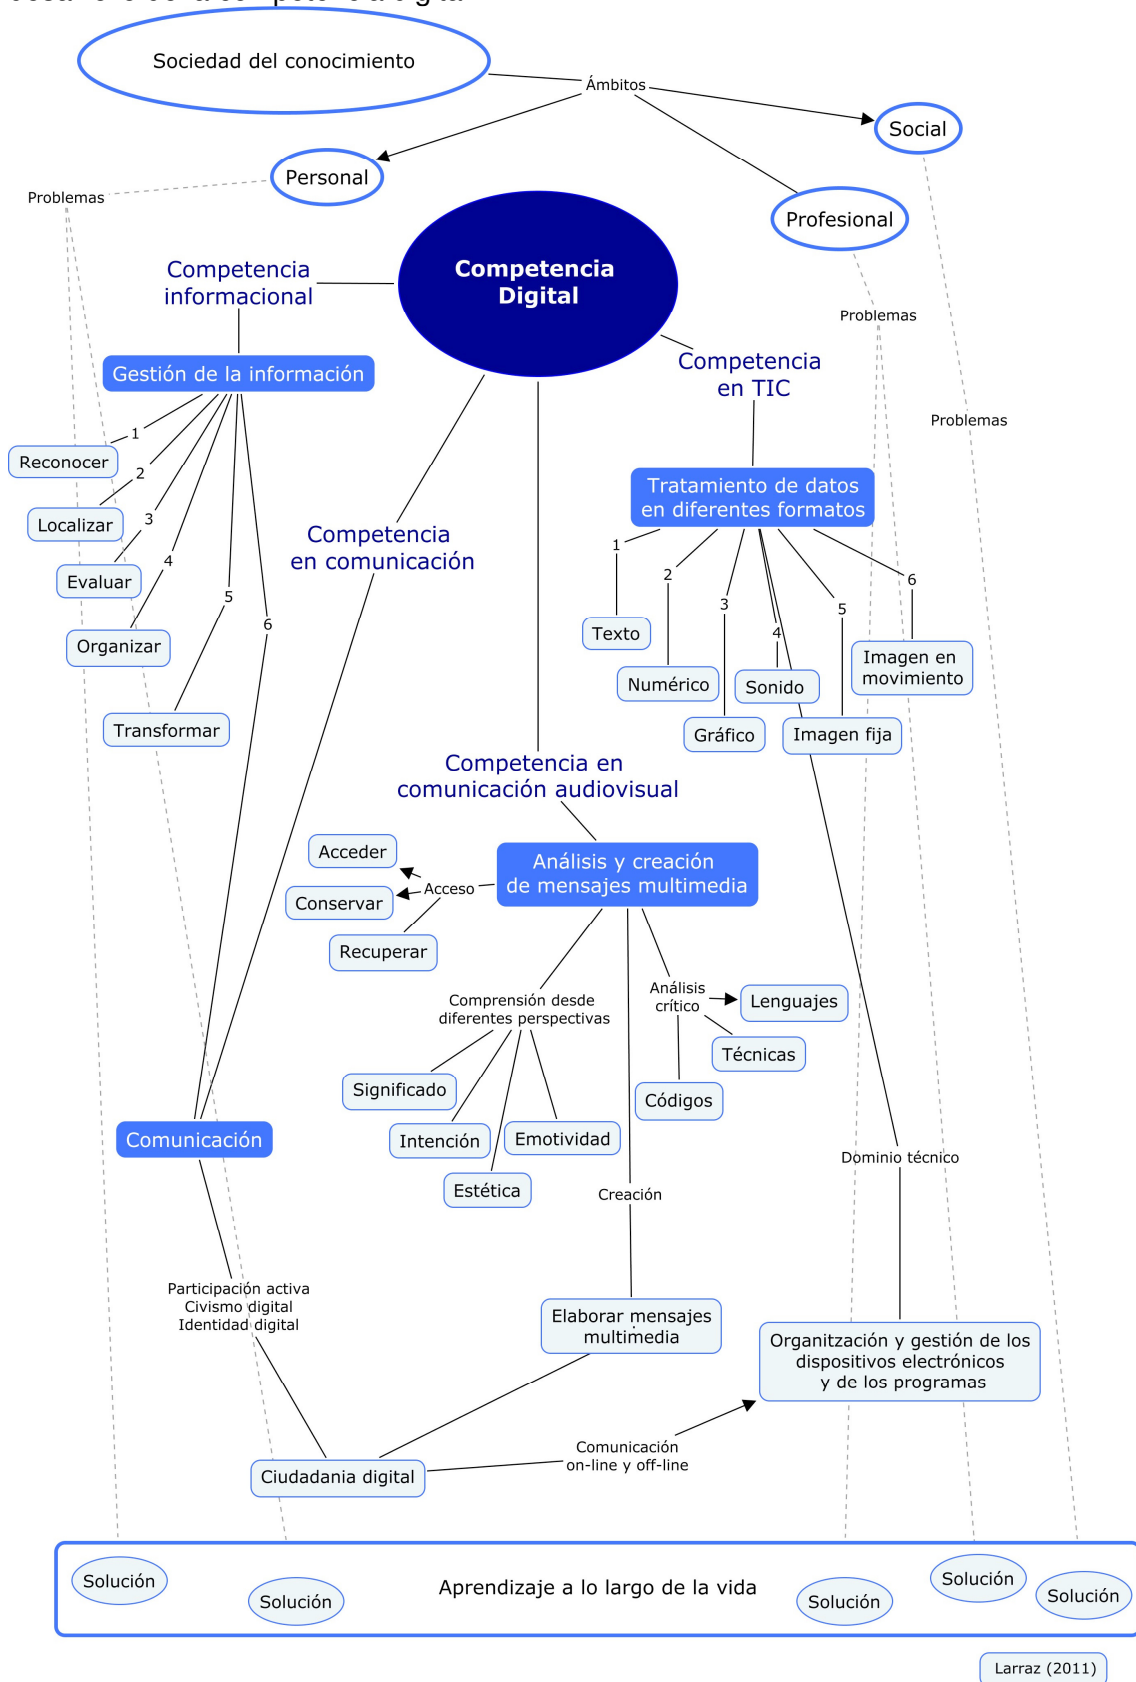 desarrollo de la competencia digital
Sociedad del conocimiento
Ámbitos
Social
Personal
Problemas
Profesional
Competencia
informacional
Competencia
Digital
Problemas
Competencia
en TIC
Gestión de la información
Problemas
1
Reconocer
2
Localizar
3
Evaluar
4
Organizar
5
Transformar
6
Competencia
en comunicación
Tratamiento de datos
en diferentes formatos
1
Texto
2
Numérico
3
Gráfico
4
Sonido
5
Imagen fija
6
Imagen en
movimiento
Competencia en
comunicación audiovisual
Análisis y creación
de mensajes multimedia
Acceder
Acceso
Conservar
Recuperar
Comprensión desde
diferentes perspectivas
Significado
Intención
Estética
Emotividad
Análisis
crítico
Lenguajes
Técnicas
Códigos
Comunicación
Creación
Dominio técnico
Participación activa
Civismo digital
Identidad digital
Elaborar mensajes
multimedia
Organització​n y gestión de los
dispositivos electrónicos
y de los programas
Comunicación
on-line y off-line
Ciudadania digital
Solución
Solución
Aprendizaje a lo largo de la vida
Solución
Solución
Solución
Larraz (2011)